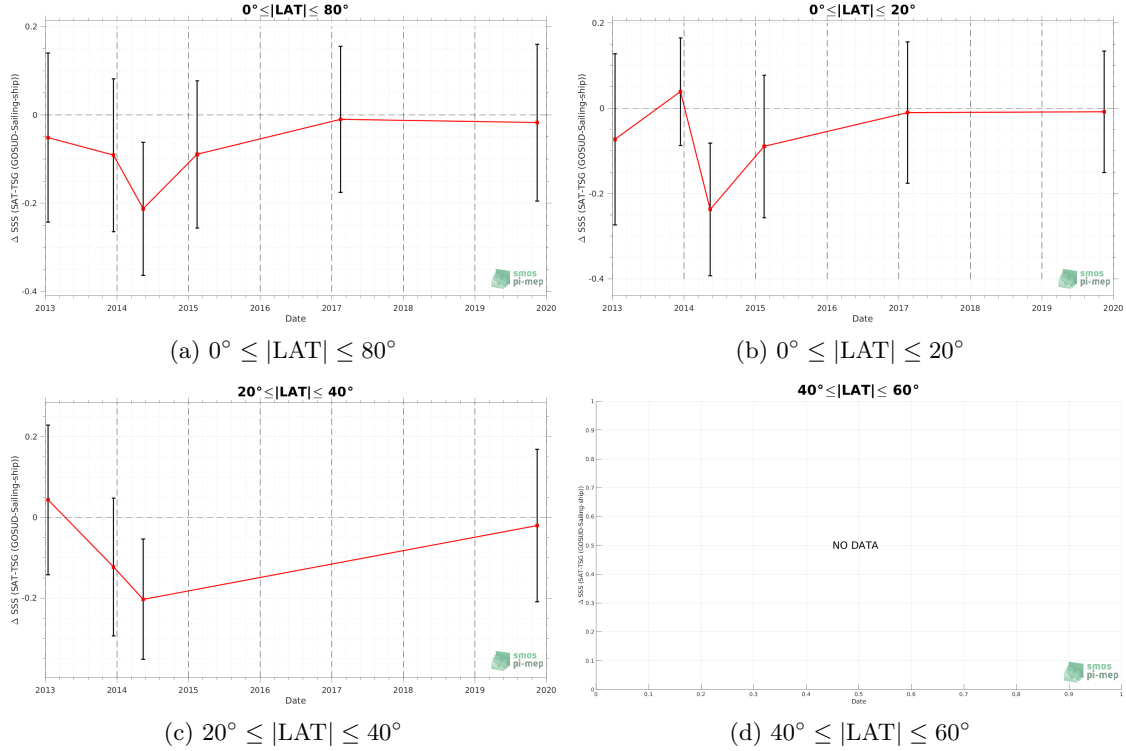 0°≤|LAT|≤ 80°
Δ SSS (SAT-TSG (GOSUD-Sailing-ship))
0.2
0
-0.2
-0.4
2013 2014 2015 2016 2017 2018 2019 2020
Date
smos
pi-mep
(a) 0° ≤ |LAT| ≤ 80°
0°≤|LAT|≤ 20°
Δ SSS (SAT-TSG (GOSUD-Sailing-ship))
0.2
0
-0.2
-0.4
2013 2014 2015 2016 2017 2018 2019 2020
Date
smos
pi-mep
(b) 0° ≤ |LAT| ≤ 20°
20°≤|LAT|≤ 40°
Δ SSS (SAT-TSG (GOSUD-Sailing-ship))
0.2
0
-0.2
2013 2014 2015 2016 2017 2018 2019 2020
Date
smos
pi-mep
(c) 20° ≤ |LAT| ≤ 40°
40°≤|LAT|≤ 60°
Δ SSS (SAT-TSG (GOSUD-Sailing-ship))
1
0.9
0.8
0.7
0.6
0.5
0.4
0.3
0.2
0.1
0
NO DATA
0 0.1 0.2 0.3 0.4 0.5 0.6 0.7 0.8 0.9 1
Date
smos
pi-mep
(d) 40° ≤ |LAT| ≤ 60°